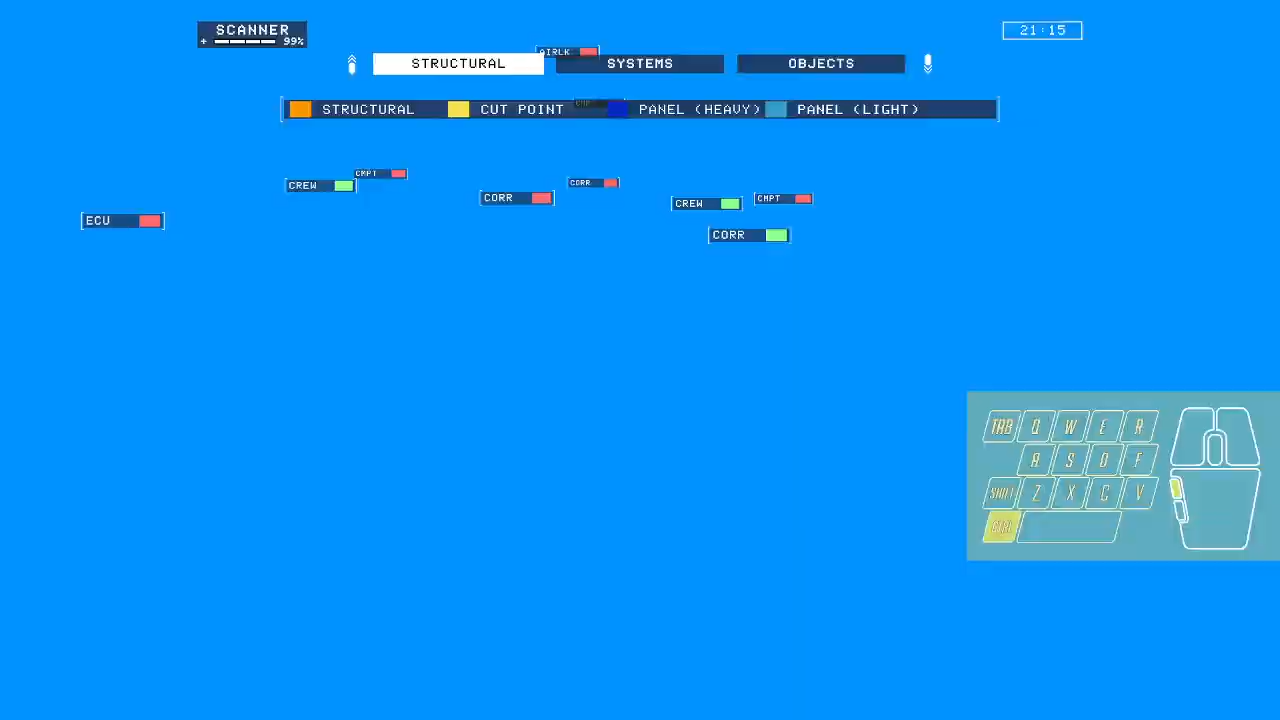 SCANNER
+ 99%
21:15
AIRLK
STRUCTURAL SYSTEMS OBJECTS
STRUCTURAL CUT POINT PANEL (HEAVY) PANEL (LIGHT)
CREW CMPT
CORR CORR
CREW CMPT
ECU
CORR
TAB Q W E R
A S D F
SHIFT Z X C V
CTRL